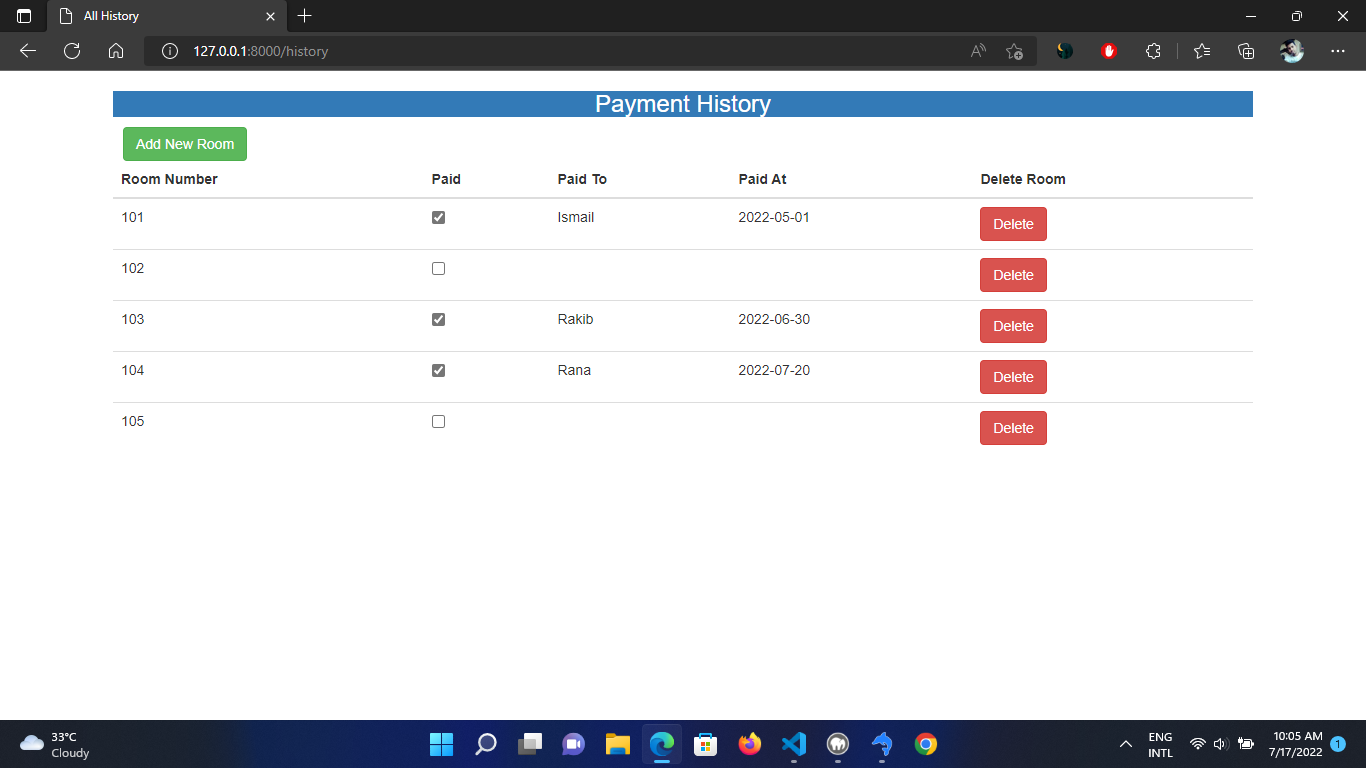 All History
127.0.0.1:8000/history
Payment History
Add New Room
Room Number Paid Paid To Paid At Delete Room
101 Ismail 2022-05-01 Delete
102 Delete
103 Rakib 2022-06-30 Delete
104 Rana 2022-07-20 Delete
105 Delete
33°C
Cloudy
ENG
INTL
10:05 AM
7/17/2022
1